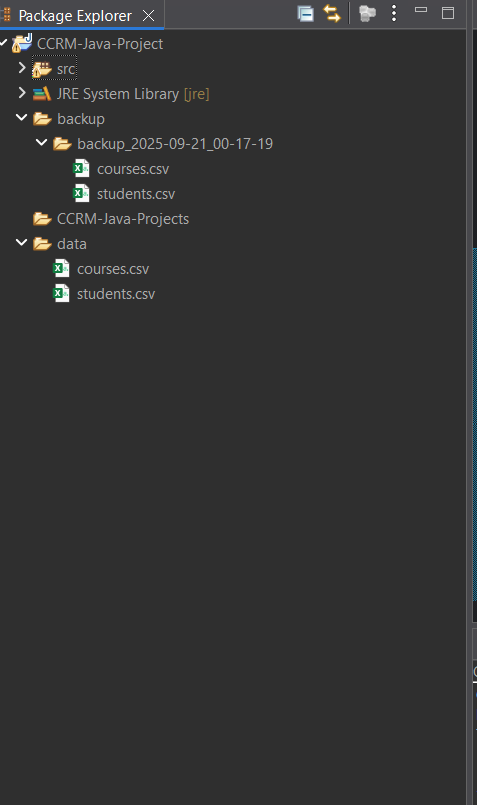 Package Explorer
CCRM-Java-Project
src
JRE System Library [jre]
backup
backup_2025-09-21_00-17-19
courses.csv
students.csv
CCRM-Java-Projects
data
courses.csv
students.csv